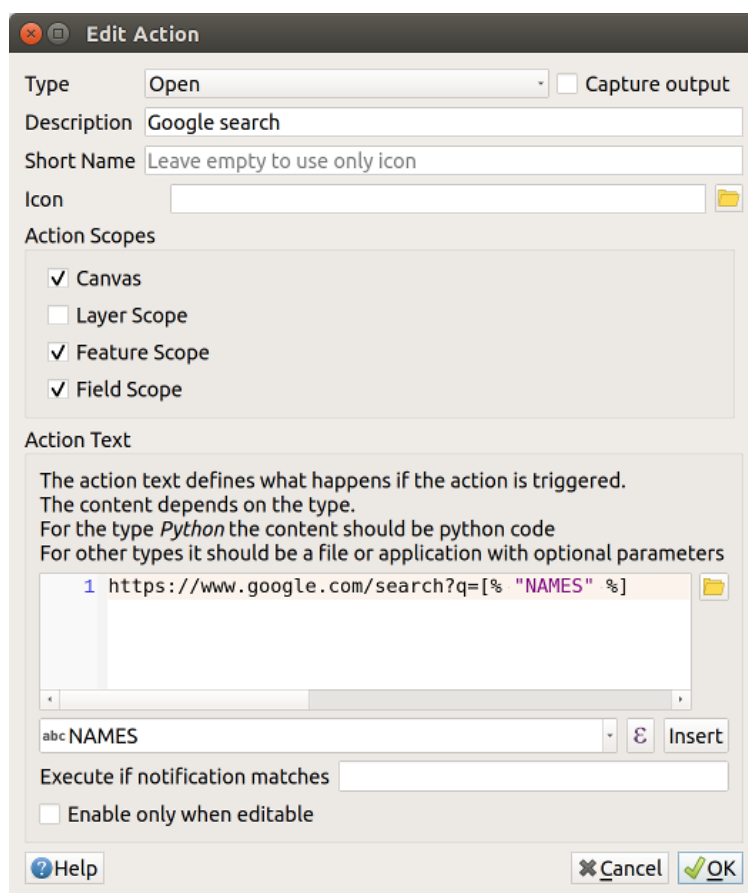 Edit Action
Type Open Capture output
Description Google search
Short Name Leave empty to use only icon
Icon
Action Scopes
Canvas
Layer Scope
Feature Scope
Field Scope
Action Text
The action text defines what happens if the action is triggered.
The content depends on the type.
For the type Python the content should be python code
For other types it should be a file or application with optional parameters
1 https://www.google.com/search?q=[% "NAMES" %]
abc NAMES ε Insert
Execute if notification matches
Enable only when editable
Help Cancel OK